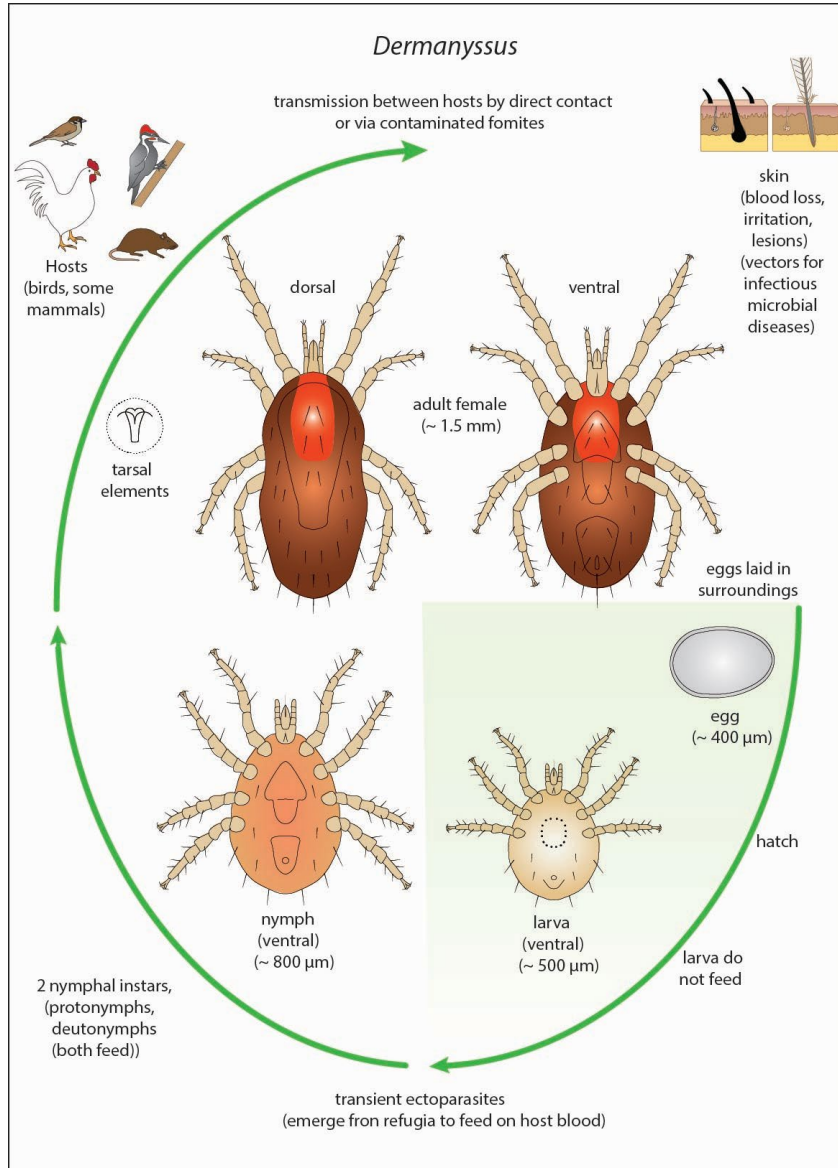 Dermanyssus
transmission between hosts by direct contact
or via contaminated fomites
Hosts
(birds, some
mammals)
skin
(blood loss,
irritation,
lesions)
(vectors for
infectious
microbial
diseases)
dorsal
ventral
adult female
(~ 1.5 mm)
tarsal
elements
eggs laid in
surroundings
egg
(~ 400 µm)
hatch
larva
(ventral)
(~ 500 µm)
larva do
not feed
nymph
(ventral)
(~ 800 µm)
2 nymphal instars,
(protonymphs,
deutonymphs
(both feed))
transient ectoparasites
(emerge fron refugia to feed on host blood)